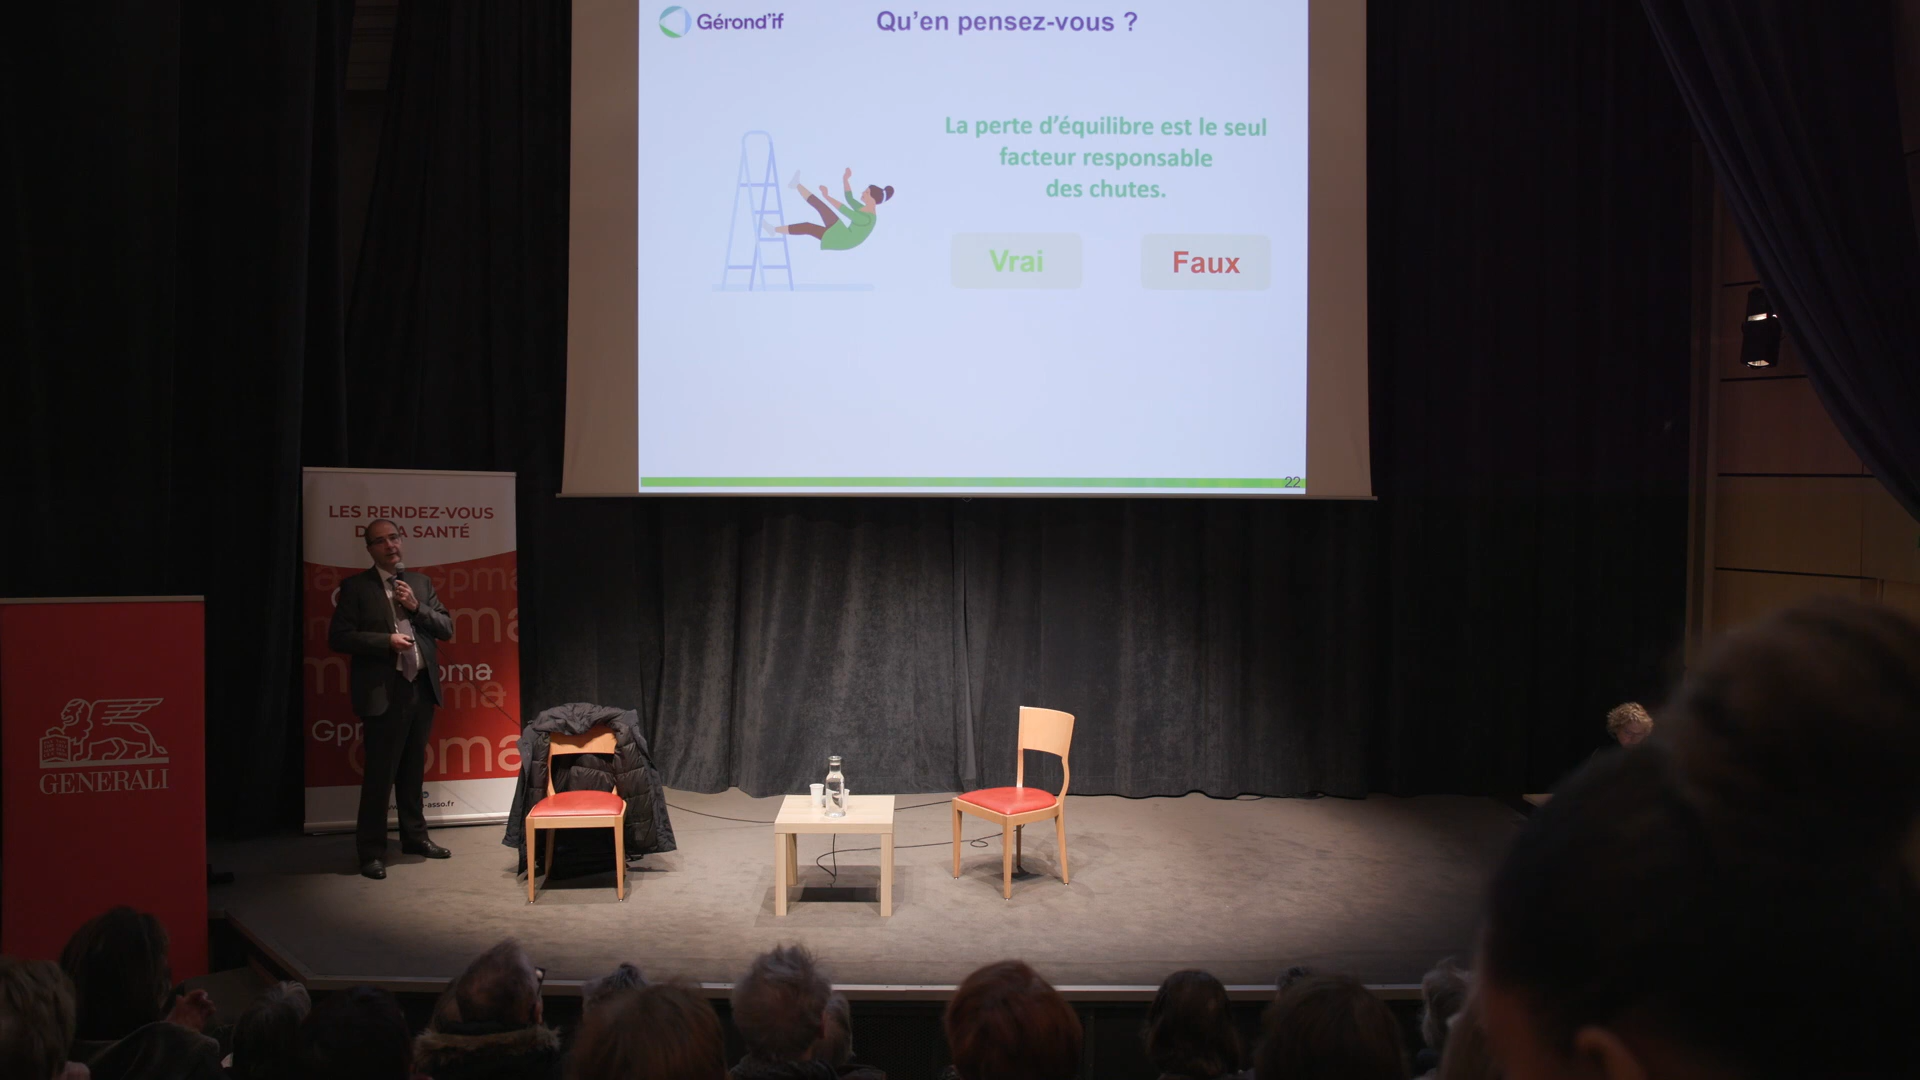 Gérond'if
Qu'en pensez-vous ?
La perte d'équilibre est le seul
facteur responsable
des chutes.
Vrai
Faux
22
LES RENDEZ-VOUS
SANTÉ
Gpma
GENERALI